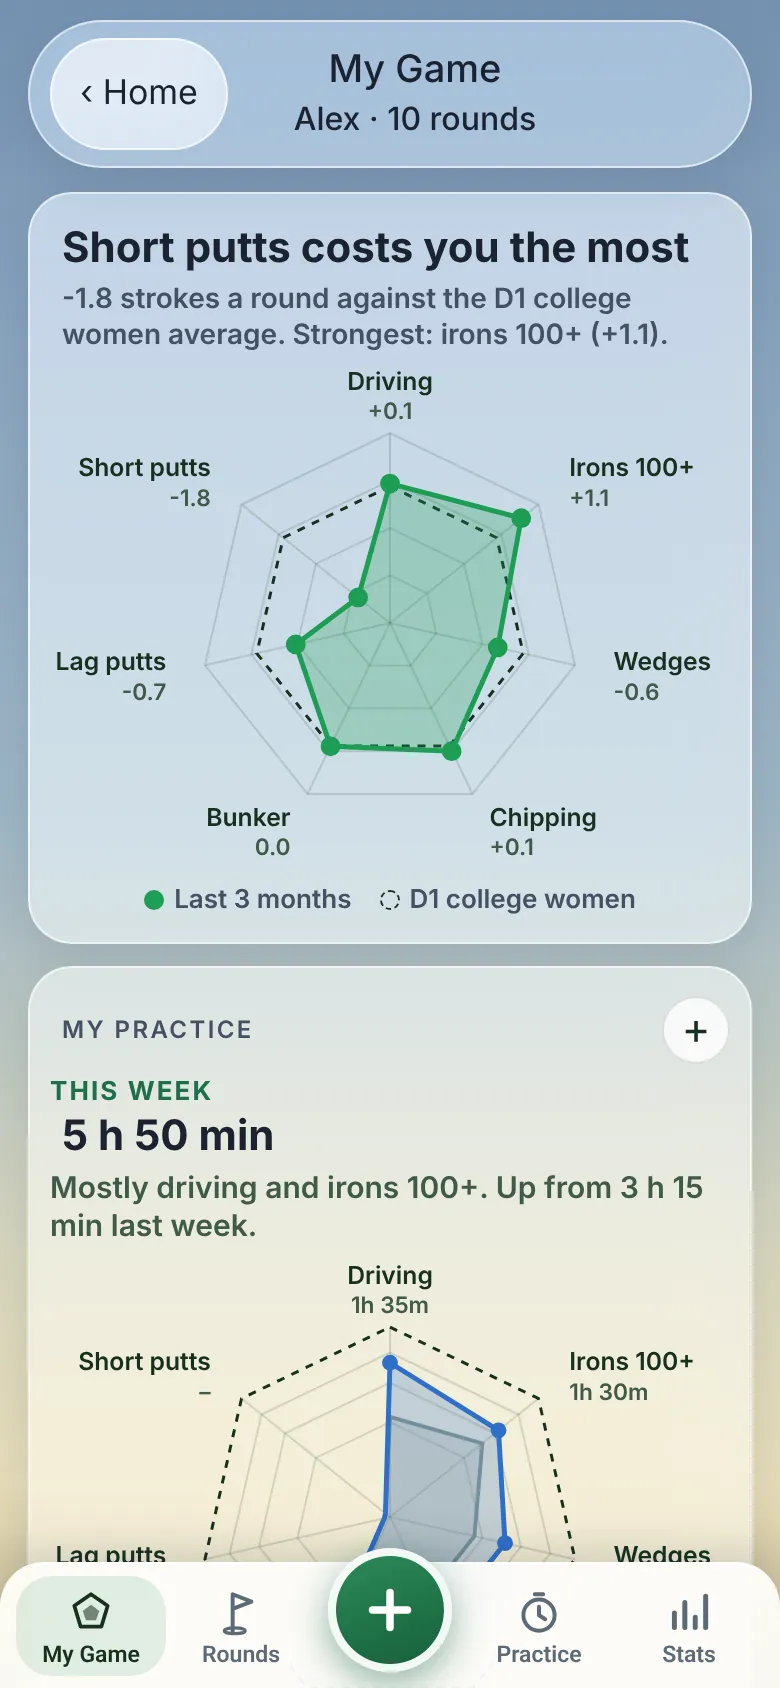 ‹ Home
My Game
Alex · 10 rounds
Short putts costs you the most
-1.8 strokes a round against the D1 college
women average. Strongest: irons 100+ (+1.1).
Driving
+0.1
Short putts
-1.8
Irons 100+
+1.1
Lag putts
-0.7
Wedges
-0.6
Bunker
0.0
Chipping
+0.1
Last 3 months
D1 college women
MY PRACTICE
+
THIS WEEK
5 h 50 min
Mostly driving and irons 100+. Up from 3 h 15
min last week.
Driving
1h 35m
Short putts
–
Irons 100+
1h 30m
Lag putts
Wedges
My Game
Rounds
+
Practice
Stats